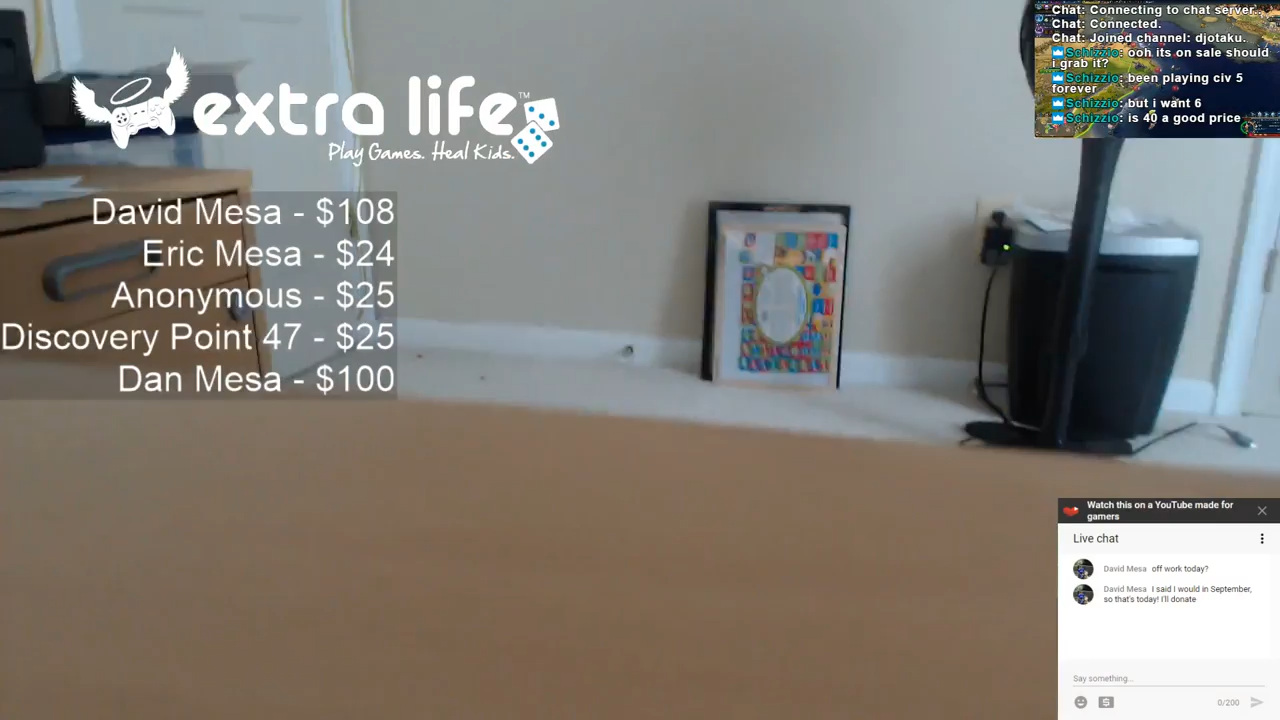 extra life™
Play Games. Heal Kids.
David Mesa - $108
Eric Mesa - $24
Anonymous - $25
Discovery Point 47 - $25
Dan Mesa - $100
Chat: Connecting to chat server..
Chat: Connected.
Chat: Joined channel: djotaku.
Schizzio: ooh its on sale should
i grab it?
Schizzio: been playing civ 5
forever
Schizzio: but i want 6
Schizzio: is 40 a good price
Watch this on a YouTube made for
gamers
Live chat
David Mesa off work today?
David Mesa I said I would in September,
so that's today! I'll donate
Say something...
0/200